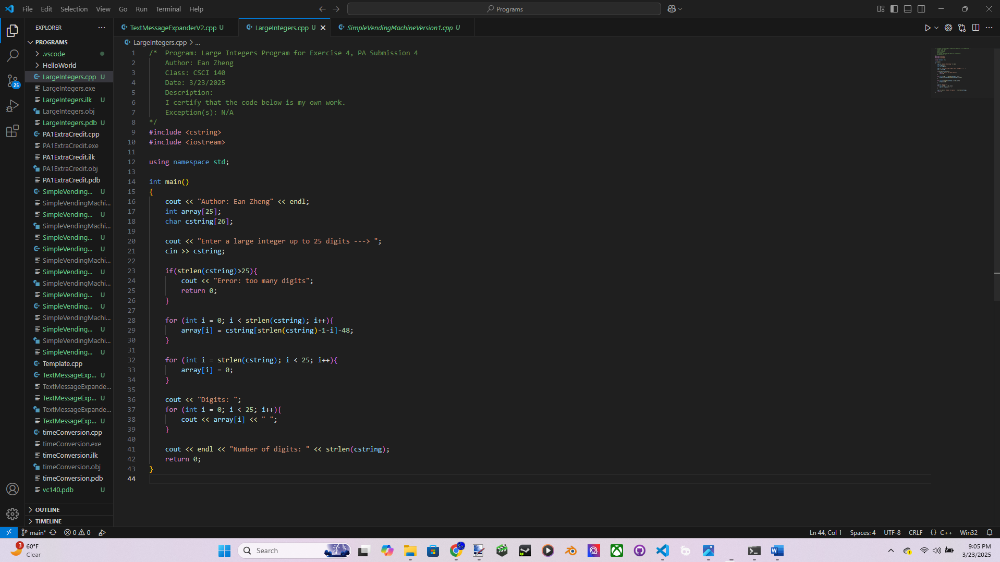 File Edit Selection View Go Run Terminal Help
Programs
EXPLORER
TextMessageExpanderV2.cpp U
LargeIntegers.cpp U
SimpleVendingMachineVersion1.cpp U
PROGRAMS
LargeIntegers.cpp > ...
.vscode
HelloWorld
LargeIntegers.cpp U
LargeIntegers.exe
LargeIntegers.ilk U
LargeIntegers.obj
LargeIntegers.pdb U
PA1ExtraCredit.cpp
PA1ExtraCredit.exe
PA1ExtraCredit.ilk
PA1ExtraCredit.obj
PA1ExtraCredit.pdb
SimpleVending... U
SimpleVendingMachi...
SimpleVending... U
SimpleVendingMachi...
SimpleVending... U
SimpleVending... U
SimpleVendingMachi...
SimpleVending... U
SimpleVendingMachi...
SimpleVending... U
SimpleVending... U
SimpleVendingMachi...
SimpleVending... U
SimpleVendingMachi...
SimpleVending... U
Template.cpp
TextMessageExp... U
TextMessageExpande...
TextMessageExp... U
TextMessageExpande...
TextMessageExp... U
timeConversion.cpp
timeConversion.exe
timeConversion.ilk
timeConversion.obj
timeConversion.pdb
vc140.pdb U
OUTLINE
TIMELINE
25
1 /*  Program: Large Integers Program for Exercise 4, PA Submission 4
2     Author: Ean Zheng
3     Class: CSCI 140
4     Date: 3/23/2025
5     Description:
6     I certify that the code below is my own work.
7     Exception(s): N/A
8 */
9 #include <cstring>
10 #include <iostream>
11
12 using namespace std;
13
14 int main()
15 {
16     cout << "Author: Ean Zheng" << endl;
17     int array[25];
18     char cstring[26];
19
20     cout << "Enter a large integer up to 25 digits ---> ";
21     cin >> cstring;
22
23     if(strlen(cstring)>25){
24         cout << "Error: too many digits";
25         return 0;
26     }
27
28     for (int i = 0; i < strlen(cstring); i++){
29         array[i] = cstring[strlen(cstring)-1-i]-48;
30     }
31
32     for (int i = strlen(cstring); i < 25; i++){
33         array[i] = 0;
34     }
35
36     cout << "Digits: ";
37     for (int i = 0; i < 25; i++){
38         cout << array[i] << " ";
39     }
40
41     cout << endl << "Number of digits: " << strlen(cstring);
42     return 0;
43 }
44
main* 0 0
Ln 44, Col 1 Spaces: 4 UTF-8 CRLF {} C++ Win32
3
60°F
Clear
Search
9:05 PM
3/23/2025